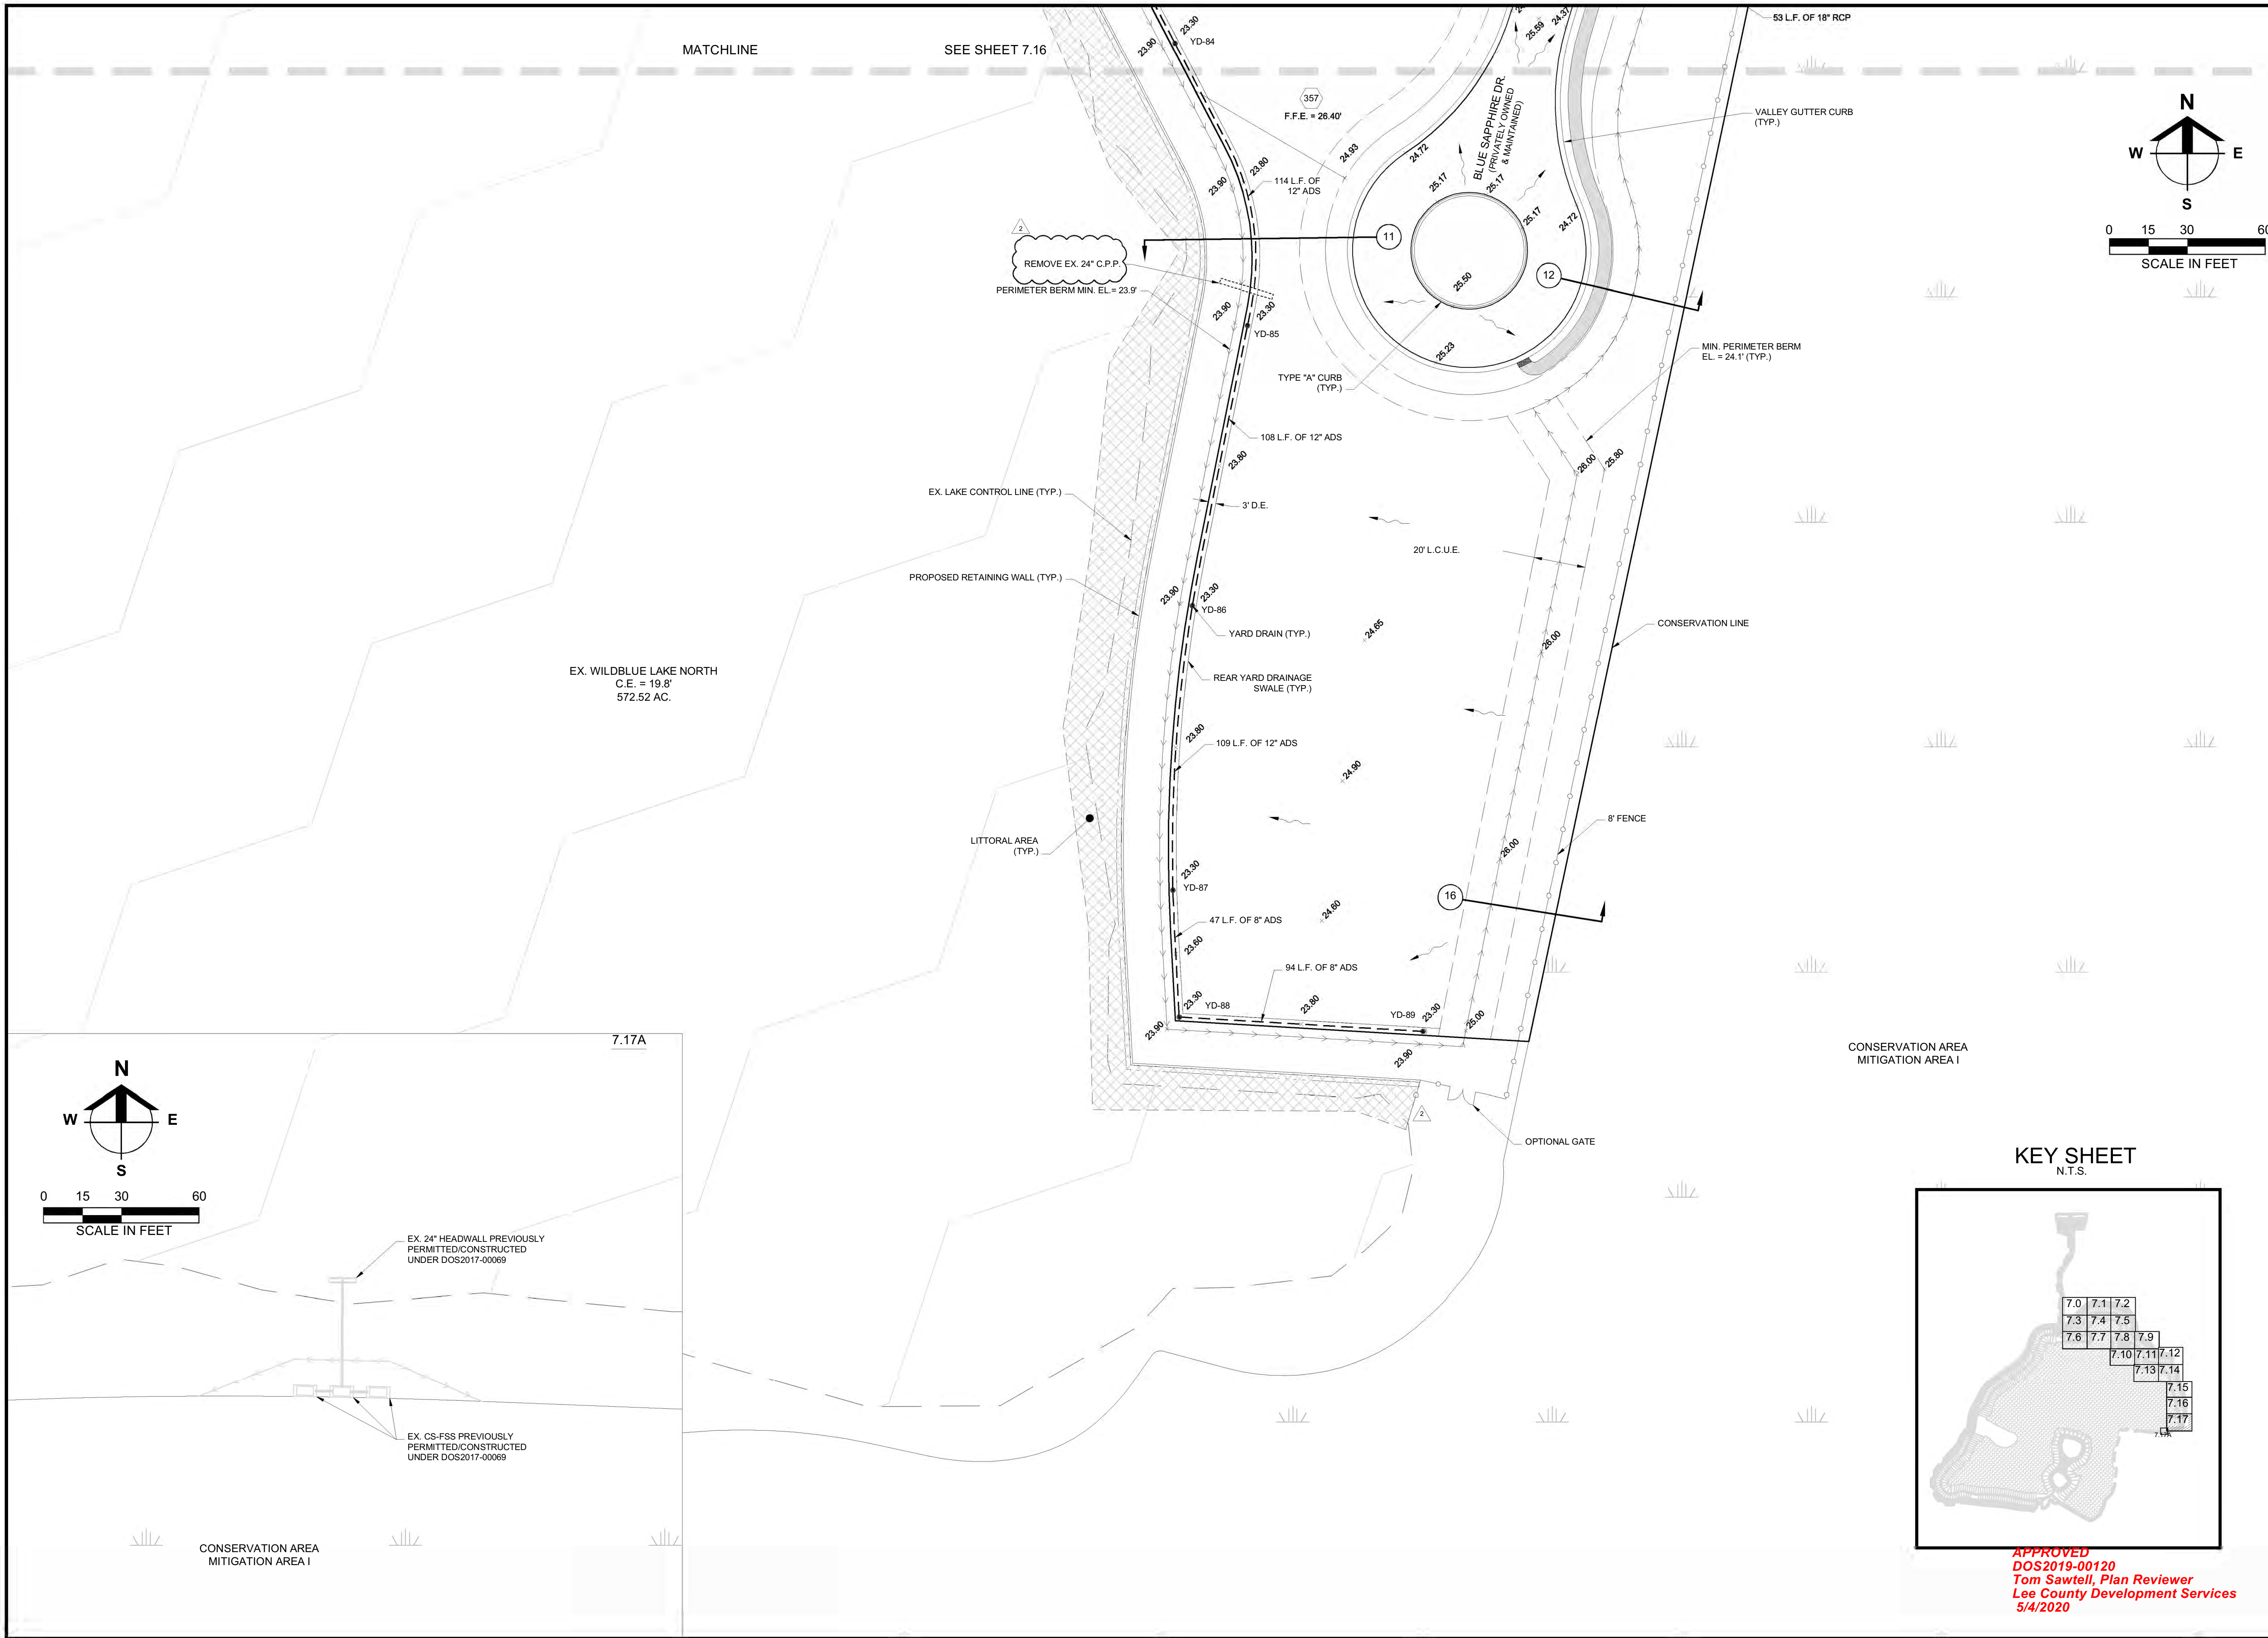 MATCHLINE
SEE SHEET 7.16
53 L.F. OF 18" RCP
23.30
23.90
YD-84
25.59
24.37
BLUE SAPPHIRE DR.
(PRIVATELY OWNED
& MAINTAINED)
357
F.F.E. = 26.40'
VALLEY GUTTER CURB
(TYP.)
N
W
E
S
0 15 30 60
SCALE IN FEET
24.93
24.72
23.80
23.90
114 L.F. OF
12" ADS
25.17
25.17
25.17
24.72
2
REMOVE EX. 24" C.P.P.
PERIMETER BERM MIN. EL.= 23.9'
11
12
25.50
23.90
23.30
YD-85
25.23
MIN. PERIMETER BERM
EL. = 24.1' (TYP.)
TYPE "A" CURB
(TYP.)
108 L.F. OF 12" ADS
23.80
26.00
25.80
EX. LAKE CONTROL LINE (TYP.)
3' D.E.
20' L.C.U.E.
PROPOSED RETAINING WALL (TYP.)
23.90
23.30
YD-86
YARD DRAIN (TYP.)
24.65
26.00
CONSERVATION LINE
EX. WILDBLUE LAKE NORTH
C.E. = 19.8'
572.52 AC.
REAR YARD DRAINAGE
SWALE (TYP.)
23.80
109 L.F. OF 12" ADS
24.90
8' FENCE
LITTORAL AREA
(TYP.)
26.00
23.30
YD-87
16
47 L.F. OF 8" ADS
24.60
23.60
94 L.F. OF 8" ADS
23.30
YD-88
23.80
YD-89
23.30
25.00
23.90
23.90
CONSERVATION AREA
MITIGATION AREA I
2
OPTIONAL GATE
7.17A
N
W
E
S
0 15 30 60
SCALE IN FEET
EX. 24" HEADWALL PREVIOUSLY
PERMITTED/CONSTRUCTED
UNDER DOS2017-00069
EX. CS-FSS PREVIOUSLY
PERMITTED/CONSTRUCTED
UNDER DOS2017-00069
CONSERVATION AREA
MITIGATION AREA I
KEY SHEET
N.T.S.
7.0 7.1 7.2
7.3 7.4 7.5
7.6 7.7 7.8 7.9
7.10 7.11 7.12
7.13 7.14
7.15
7.16
7.17
7.17A
APPROVED
DOS2019-00120
Tom Sawtell, Plan Reviewer
Lee County Development Services
5/4/2020